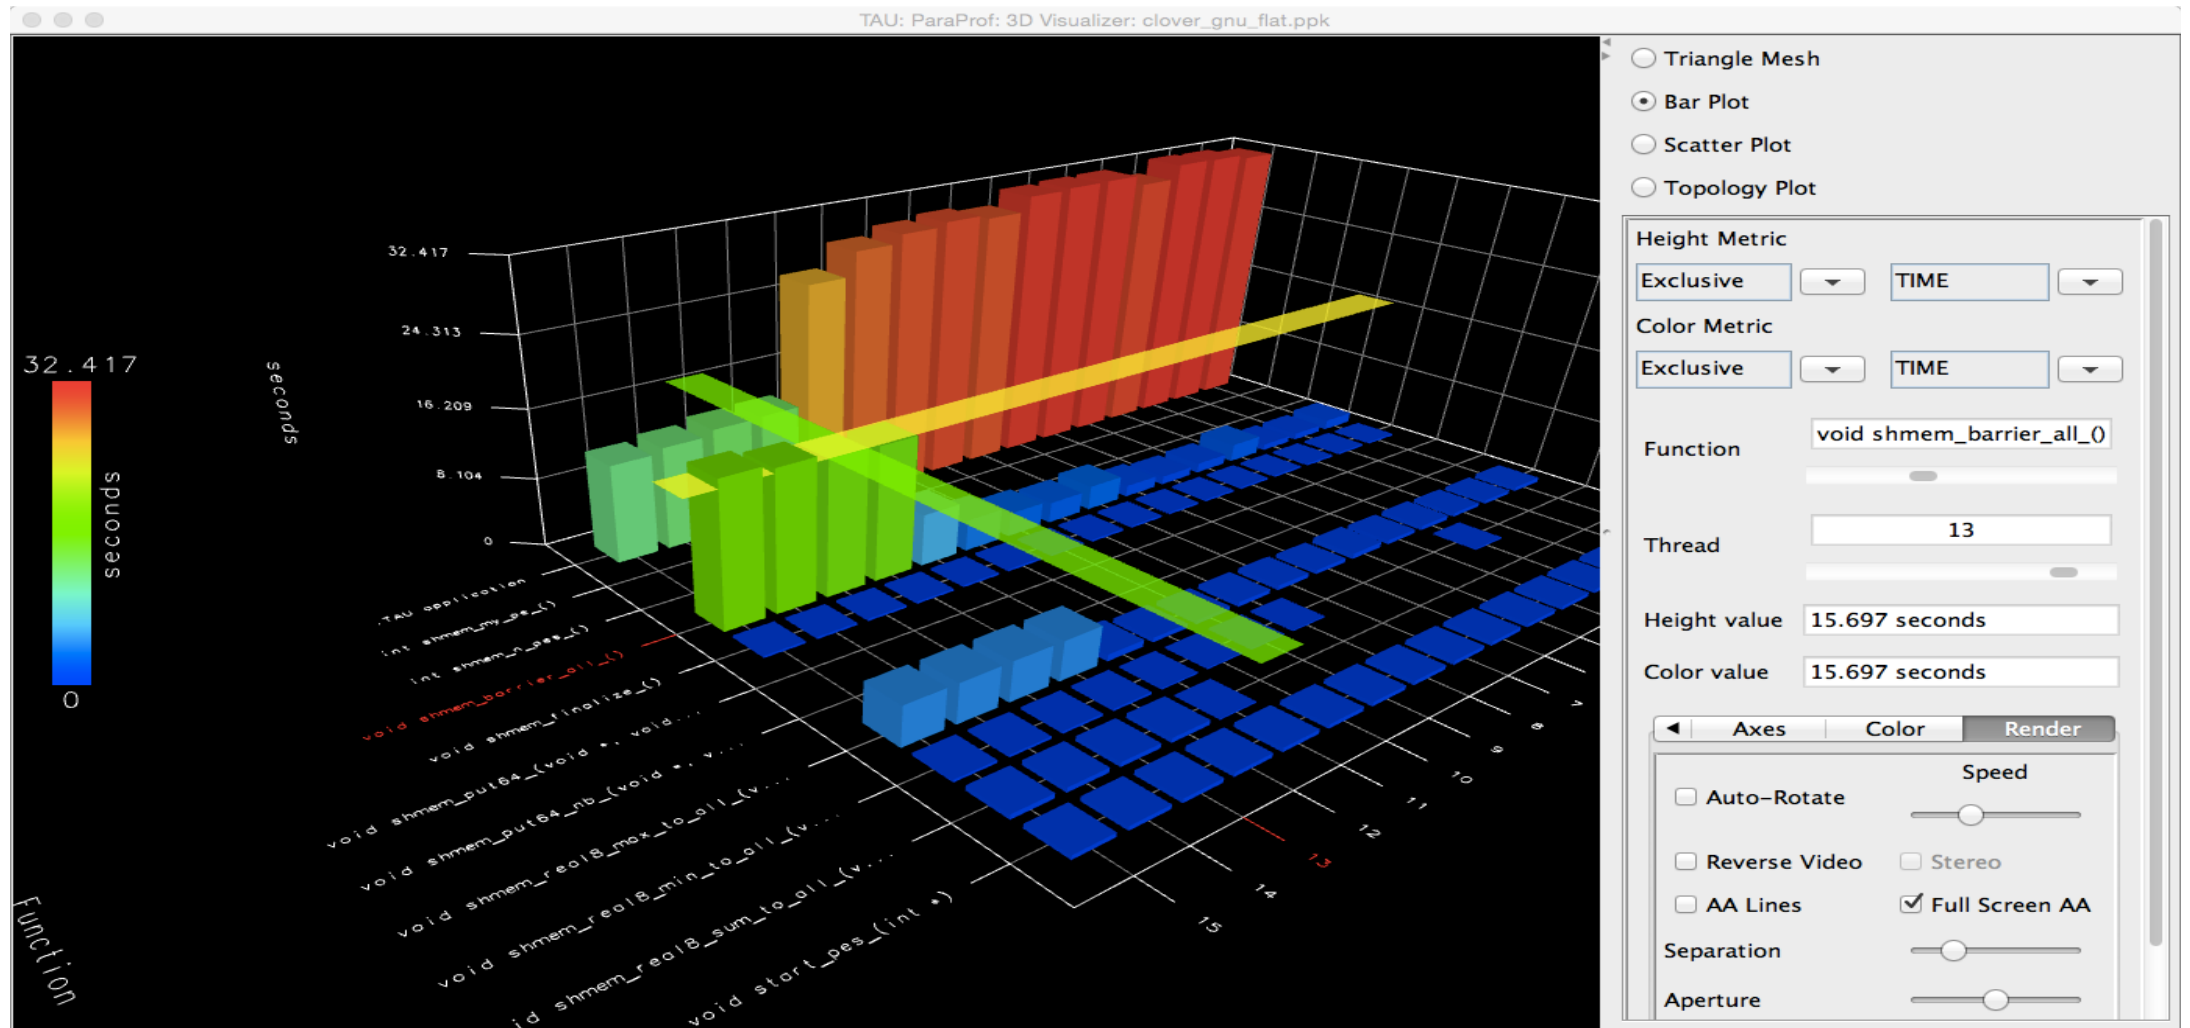 TAU: ParaProf: 3D Visualizer: clover_gnu_flat.ppk
32.417
24.313
16.209
8.104
0
seconds
32.417
seconds
0
.TAU application
int shmem_my_pe_()
int shmem_n_pes_()
void shmem_barrier_all_()
void shmem_finalize_()
void shmem_put64_(void *, void...
void shmem_put64_nb_(void *, v...
void shmem_real8_max_to_all_(v...
void shmem_real8_min_to_all_(v...
id shmem_real8_sum_to_all_(v...
void start_pes_(int *)
Function
7
8
9
10
11
12
13
14
15
Triangle Mesh
Bar Plot
Scatter Plot
Topology Plot
Height Metric
Exclusive TIME
Color Metric
Exclusive TIME
Function void shmem_barrier_all_()
Thread 13
Height value 15.697 seconds
Color value 15.697 seconds
Axes Color Render
Speed
Auto-Rotate
Reverse Video Stereo
AA Lines Full Screen AA
Separation
Aperture